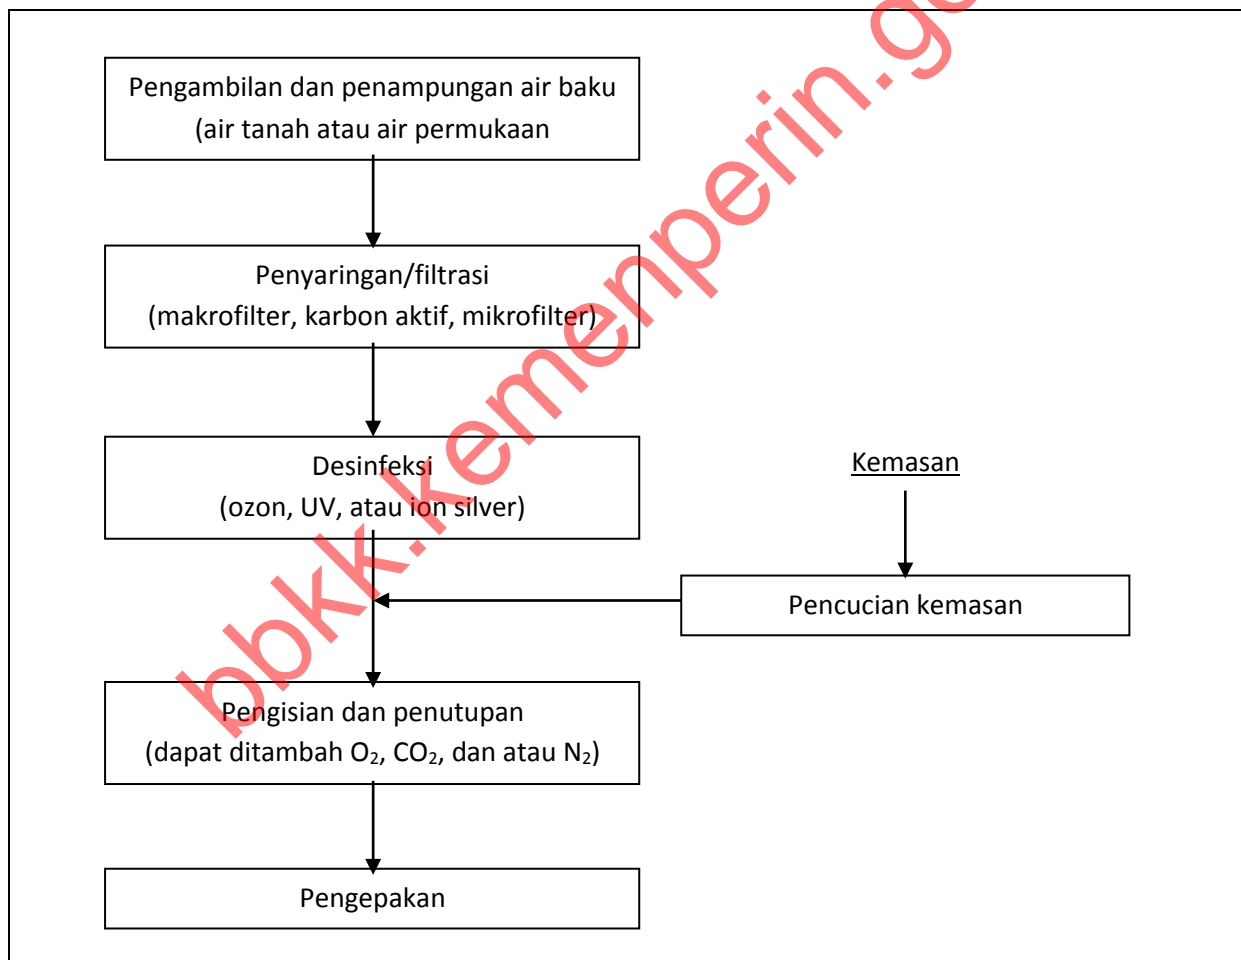 Pengambilan dan penampungan air baku
(air tanah atau air permukaan
Penyaringan/filtrasi
(makrofilter, karbon aktif, mikrofilter)
Desinfeksi
(ozon, UV, atau ion silver)
Kemasan
Pencucian kemasan
Pengisian dan penutupan
(dapat ditambah O₂, CO₂, dan atau N₂)
Pengepakan
bbkk.kemenperin.go